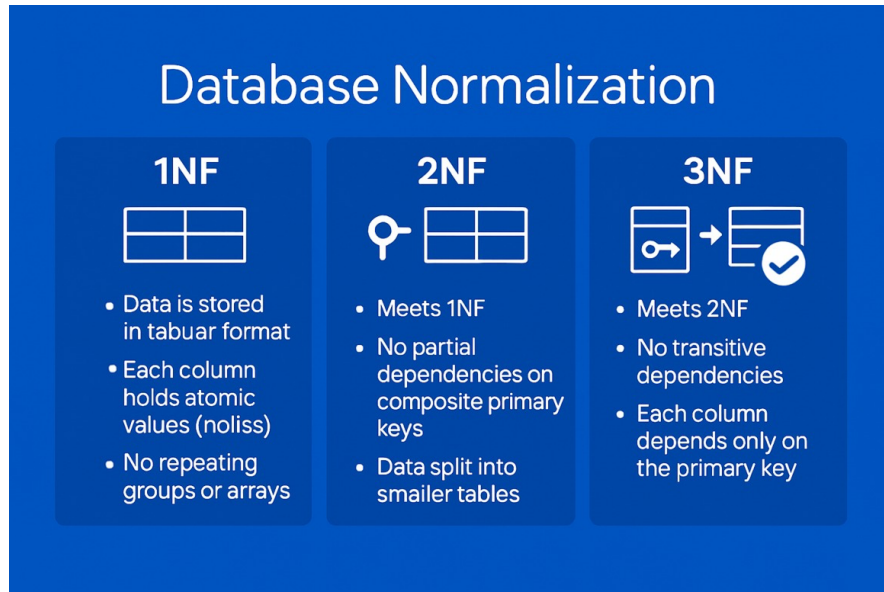 Database Normalization
1NF
• Data is stored
in tabuar format
• Each column
holds atomic
values (noliss)
• No repeating
groups or arrays
2NF
• Meets 1NF
• No partial
dependencies on
composite primary
keys
• Data split into
smailer tables
3NF
• Meets 2NF
• No transitive
dependencies
• Each column
depends only on
the primary key